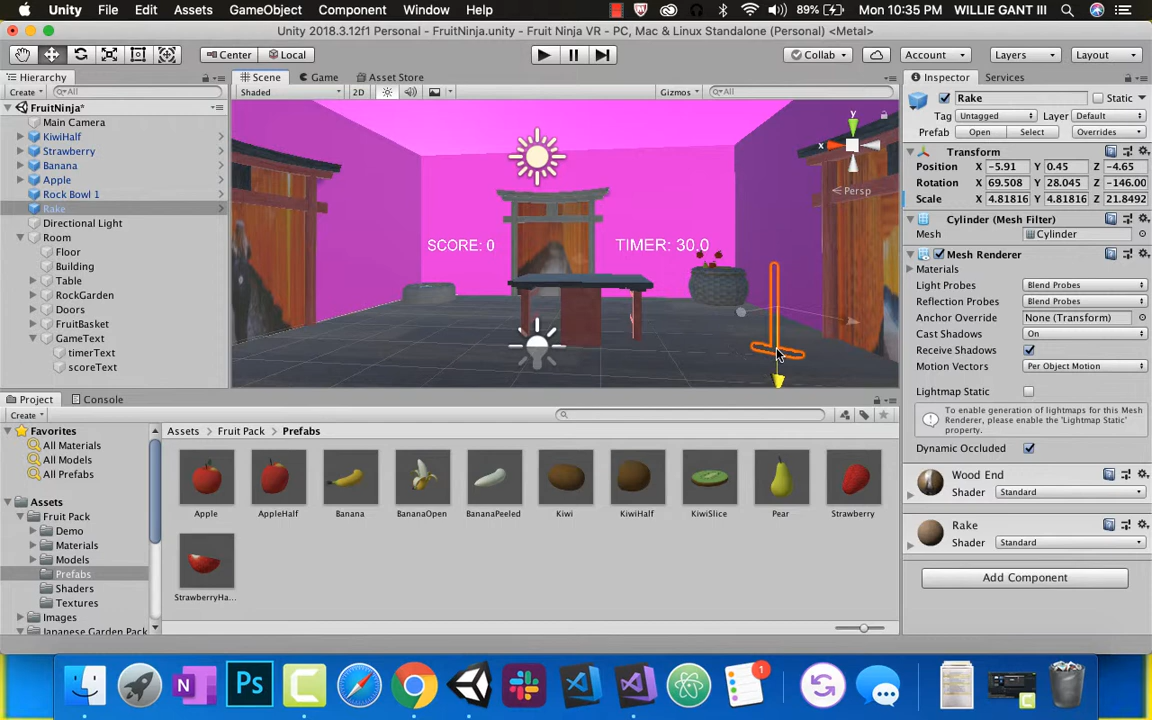 Unity File Edit Assets GameObject Component Window Help 89% Mon 10:35 PM WILLIE GANT III
Unity 2018.3.12f1 Personal - FruitNinja.unity - Fruit Ninja VR - PC, Mac & Linux Standalone (Personal) <Metal>
Center Local Collab Account Layers Layout
Hierarchy
Create All
FruitNinja*
Main Camera
KiwiHalf
Strawberry
Banana
Apple
Rock Bowl 1
Rake
Directional Light
Room
Floor
Building
Table
RockGarden
Doors
FruitBasket
GameText
timerText
scoreText
Scene Game Asset Store
Shaded 2D Gizmos All
y
x
Persp
SCORE: 0 TIMER: 30.0
Inspector Services
Rake Static
Tag Untagged Layer Default
Prefab Open Select Overrides
Transform
Position X -5.91 Y 0.45 Z -4.65
Rotation X 69.508 Y 28.045 Z -146.00
Scale X 4.81816 Y 4.81816 Z 21.8492
Cylinder (Mesh Filter)
Mesh Cylinder
Mesh Renderer
Materials
Light Probes Blend Probes
Reflection Probes Blend Probes
Anchor Override None (Transform)
Cast Shadows On
Receive Shadows
Motion Vectors Per Object Motion
Lightmap Static
To enable generation of lightmaps for this Mesh
Renderer, please enable the 'Lightmap Static'
property.
Dynamic Occluded
Wood End
Shader Standard
Rake
Shader Standard
Add Component
Project Console
Create
Favorites
All Materials
All Models
All Prefabs
Assets
Fruit Pack
Demo
Materials
Models
Prefabs
Shaders
Textures
Images
Japanese Garden Pack
Assets Fruit Pack Prefabs
Apple AppleHalf Banana BananaOpen BananaPeeled Kiwi KiwiHalf KiwiSlice Pear Strawberry
StrawberryHa...
N Ps 1